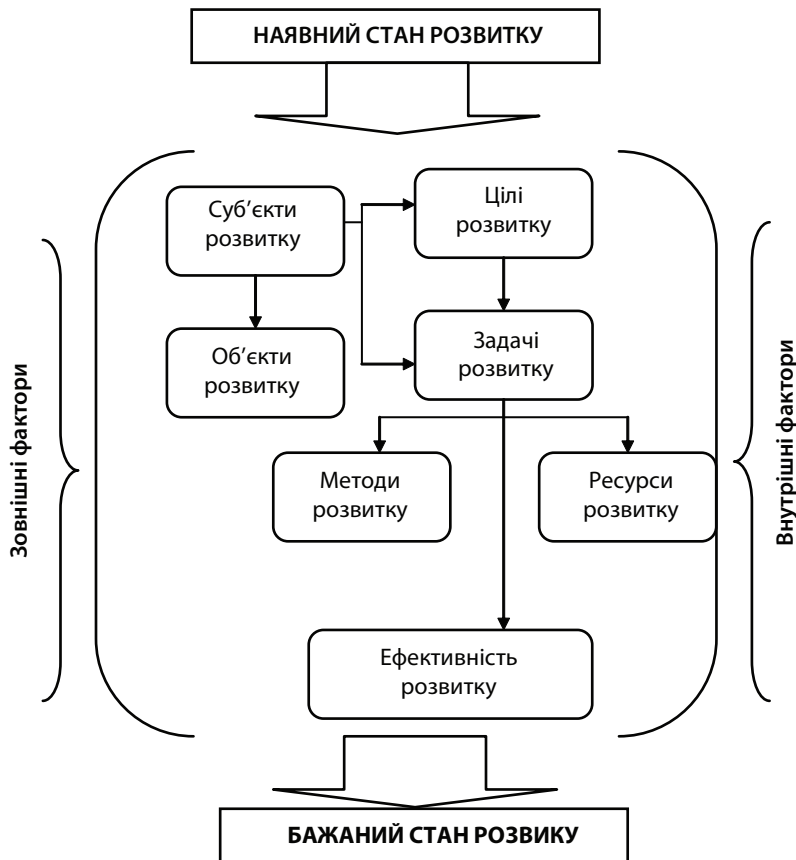 НАЯВНИЙ СТАН РОЗВИТКУ
Суб’єкти
розвитку
Цілі
розвитку
Об’єкти
розвитку
Задачі
розвитку
Методи
розвитку
Ресурси
розвитку
Ефективність
розвитку
Зовнішні фактори
Внутрішні фактори
БАЖАНИЙ СТАН РОЗВИКУ